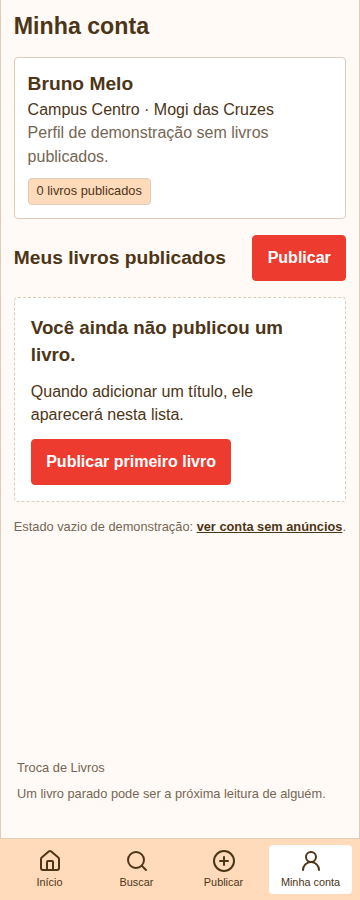 Minha conta
Bruno Melo
Campus Centro · Mogi das Cruzes
Perfil de demonstração sem livros
publicados.
0 livros publicados
Meus livros publicados
Publicar
Você ainda não publicou um
livro.
Quando adicionar um título, ele
aparecerá nesta lista.
Publicar primeiro livro
Estado vazio de demonstração: ver conta sem anúncios.
Troca de Livros
Um livro parado pode ser a próxima leitura de alguém.
Início
Buscar
Publicar
Minha conta